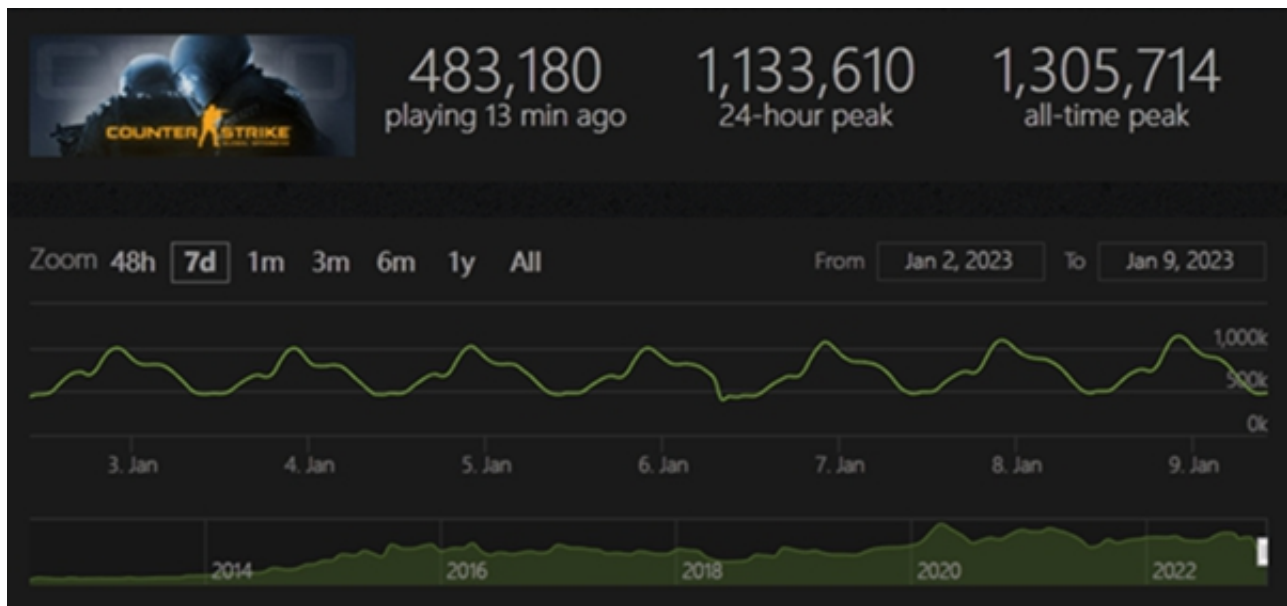 COUNTER STRIKE
GLOBAL OFFENSIVE
483,180
playing 13 min ago
1,133,610
24-hour peak
1,305,714
all-time peak
Zoom 48h 7d 1m 3m 6m 1y All
From Jan 2, 2023 To Jan 9, 2023
1,000k
500k
0k
3. Jan 4. Jan 5. Jan 6. Jan 7. Jan 8. Jan 9. Jan
2014 2016 2018 2020 2022